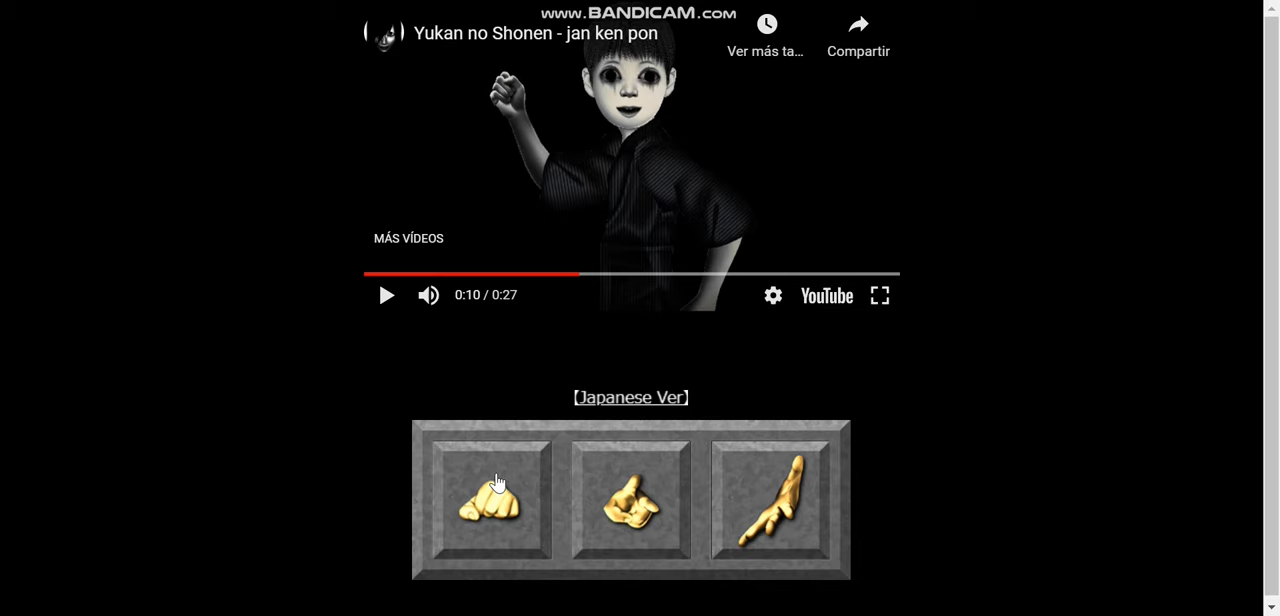 www.BANDICAM.com
Yukan no Shonen - jan ken pon
Ver más ta...
Compartir
MÁS VÍDEOS
0:10 / 0:27
YouTube
【Japanese Ver】